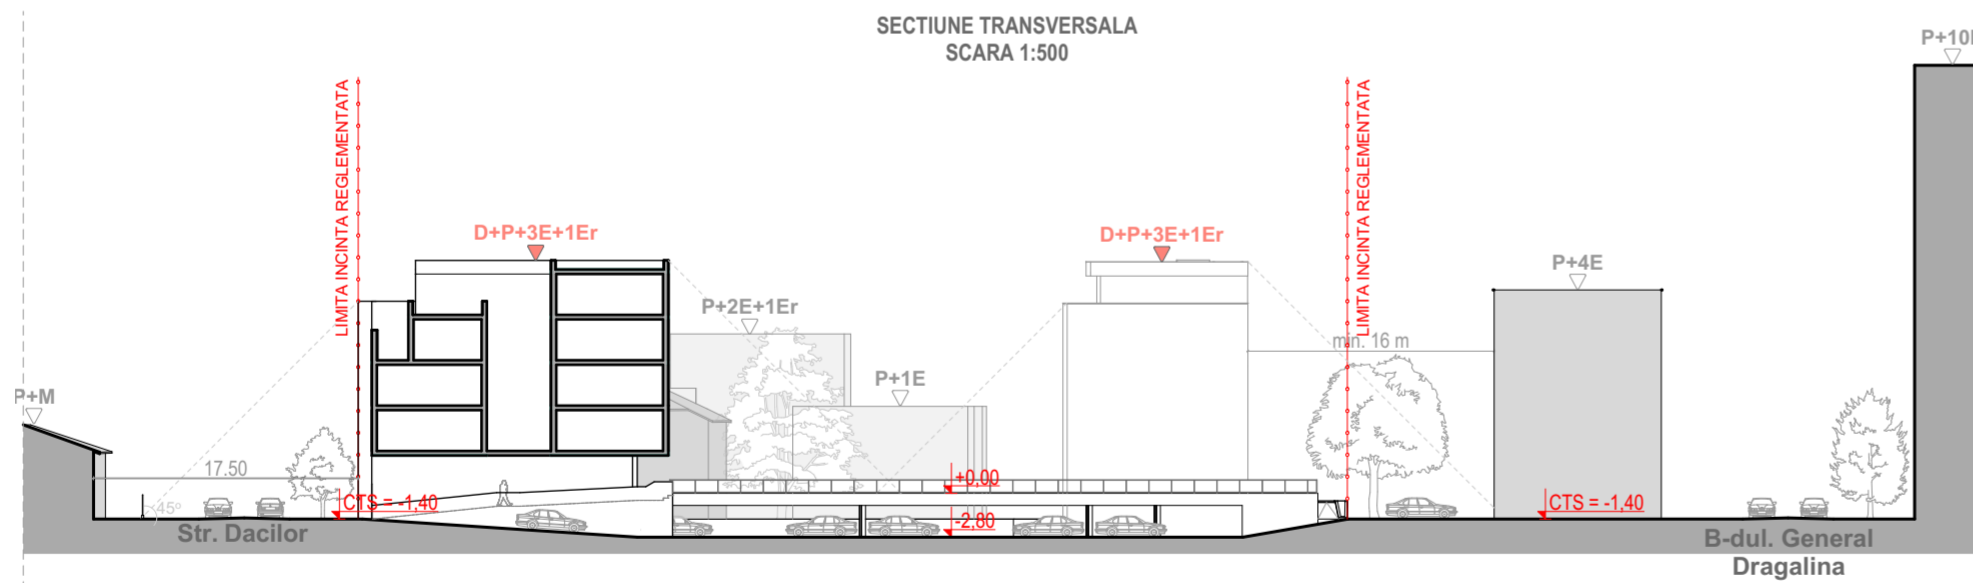 SECTIUNE TRANSVERSALA
SCARA 1:500
P+10
LIMITA INCINTA REGLEMENTATA
LIMITA INCINTA REGLEMENTATA
D+P+3E+1Er
D+P+3E+1Er
P+4E
P+2E+1Er
min. 16 m
P+1E
P+M
17.50
+0,00
45°
CTS = -1,40
CTS = -1,40
-2,80
Str. Dacilor
B-dul. General
Dragalina